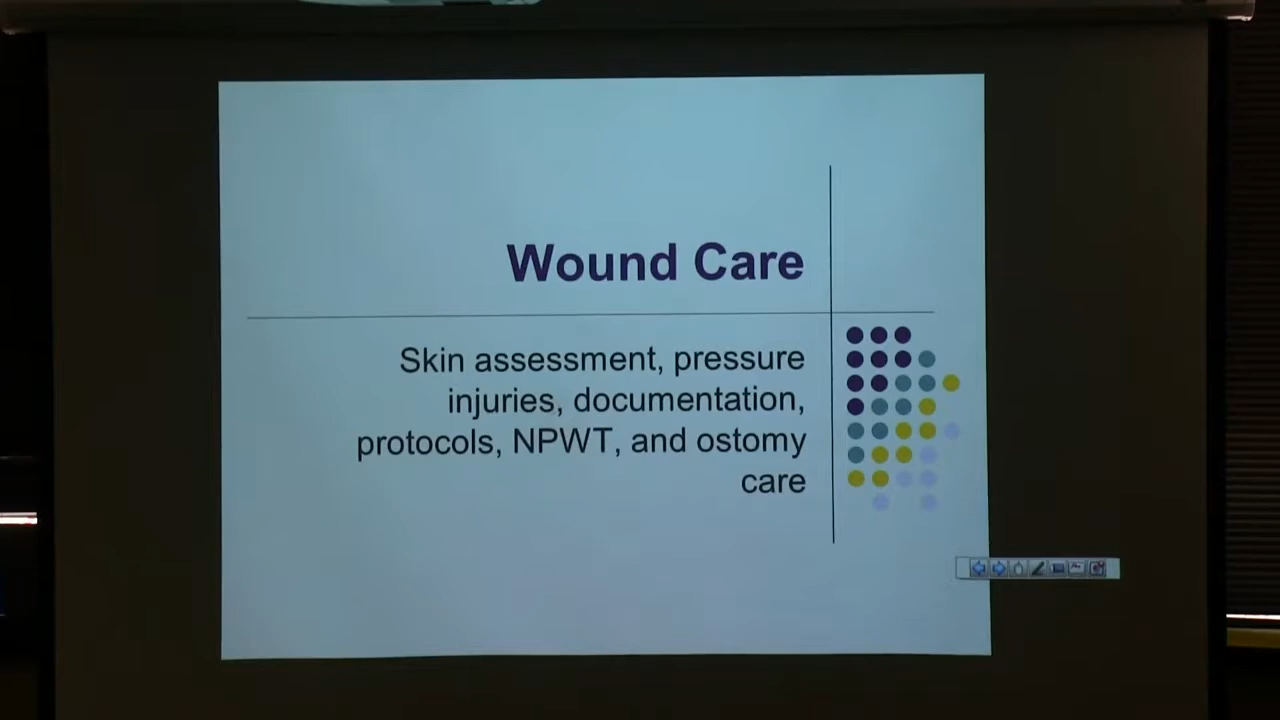 Wound Care
Skin assessment, pressure
injuries, documentation,
protocols, NPWT, and ostomy
care